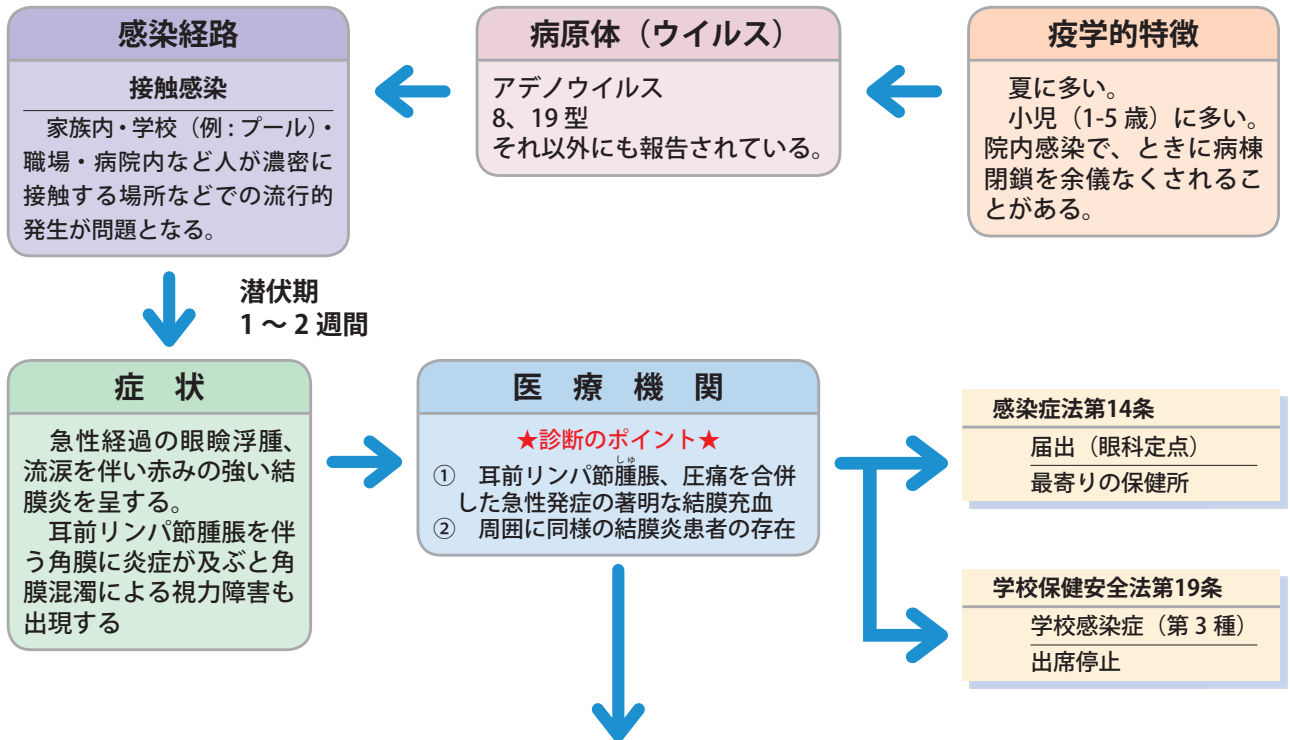 感染経路
接触感染
家族内・学校（例：プール）・
職場・病院内など人が濃密に
接触する場所などでの流行的
発生が問題となる。
病原体（ウイルス）
アデノウイルス
8、19 型
それ以外にも報告されている。
疫学的特徴
夏に多い。
小児（1-5 歳）に多い。
院内感染で、ときに病棟
閉鎖を余儀なくされるこ
とがある。
潜伏期
1 ～ 2 週間
症　状
急性経過の眼瞼浮腫、
流涙を伴い赤みの強い結
膜炎を呈する。
耳前リンパ節腫脹を伴
う角膜に炎症が及ぶと角
膜混濁による視力障害も
出現する
医　療　機　関
★診断のポイント★
しゅ
①　耳前リンパ節腫脹、圧痛を合併
した急性発症の著明な結膜充血
②　周囲に同様の結膜炎患者の存在
感染症法第14条
届出（眼科定点）
最寄りの保健所
学校保健安全法第19条
学校感染症（第 3 種）
出席停止